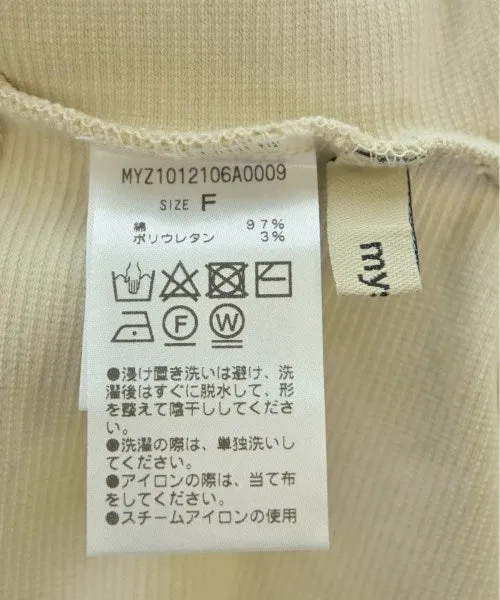 MYZ1012106A0009
SIZE F
綿 97%
ポリウレタン 3%
F W
●浸け置き洗いは避け、洗
濯後はすぐに脱水して、形
を整えて陰干ししてくださ
い。
●洗濯の際は、単独洗いし
てください。
●アイロンの際は、当て布
をしてください。
●スチームアイロンの使用
my